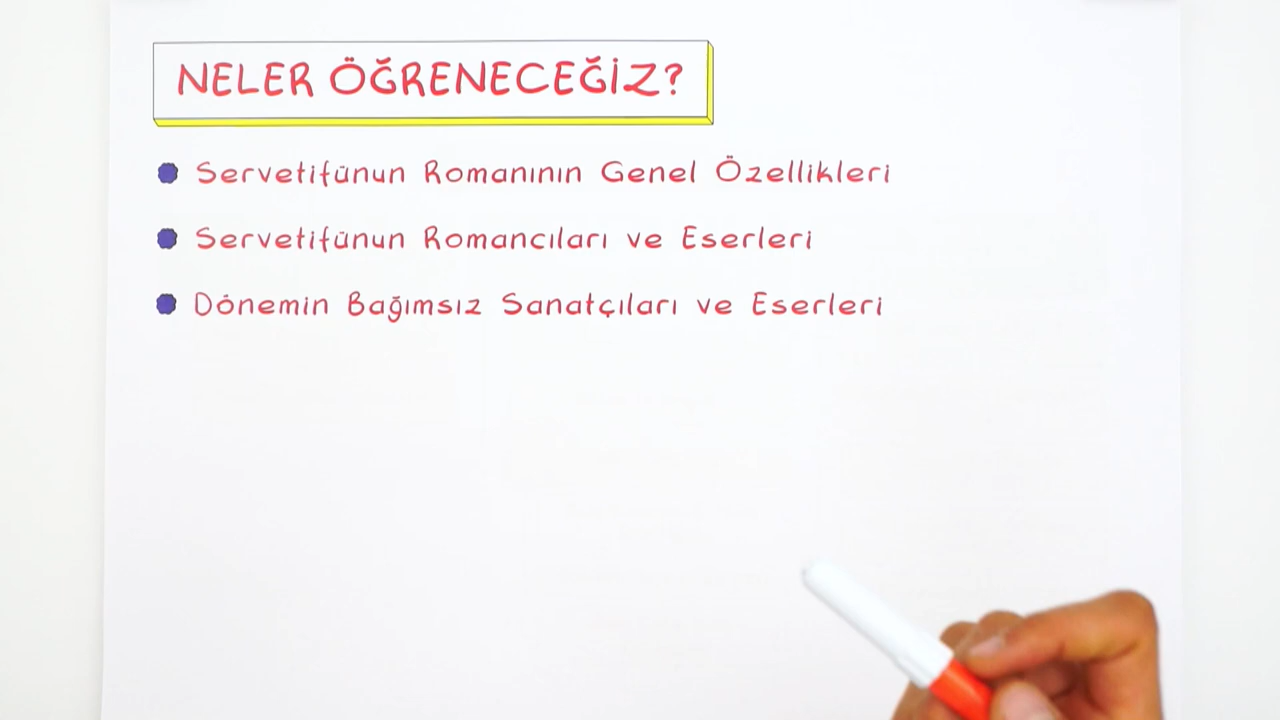 NELER ÖĞRENECEĞİZ?
Servetifünun Romanının Genel Özellikleri
Servetifünun Romancıları ve Eserleri
Dönemin Bağımsız Sanatçıları ve Eserleri